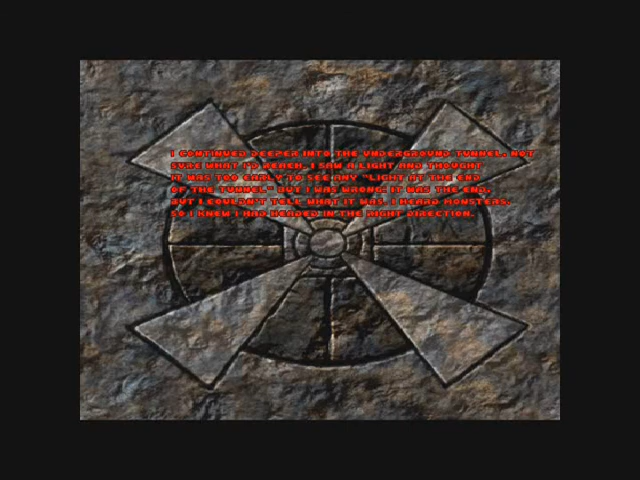 I CONTINUED DEEPER INTO THE UNDERGROUND TUNNEL, NOT
SURE WHAT I'D REACH. I SAW A LIGHT AND THOUGHT
IT WAS TOO EARLY TO SEE ANY "LIGHT AT THE END
OF THE TUNNEL" BUT I WAS WRONG! IT WAS THE END,
BUT I COULDN'T TELL WHAT IT WAS. I HEARD MONSTERS,
SO I KNEW I HAD HEADED IN THE RIGHT DIRECTION.